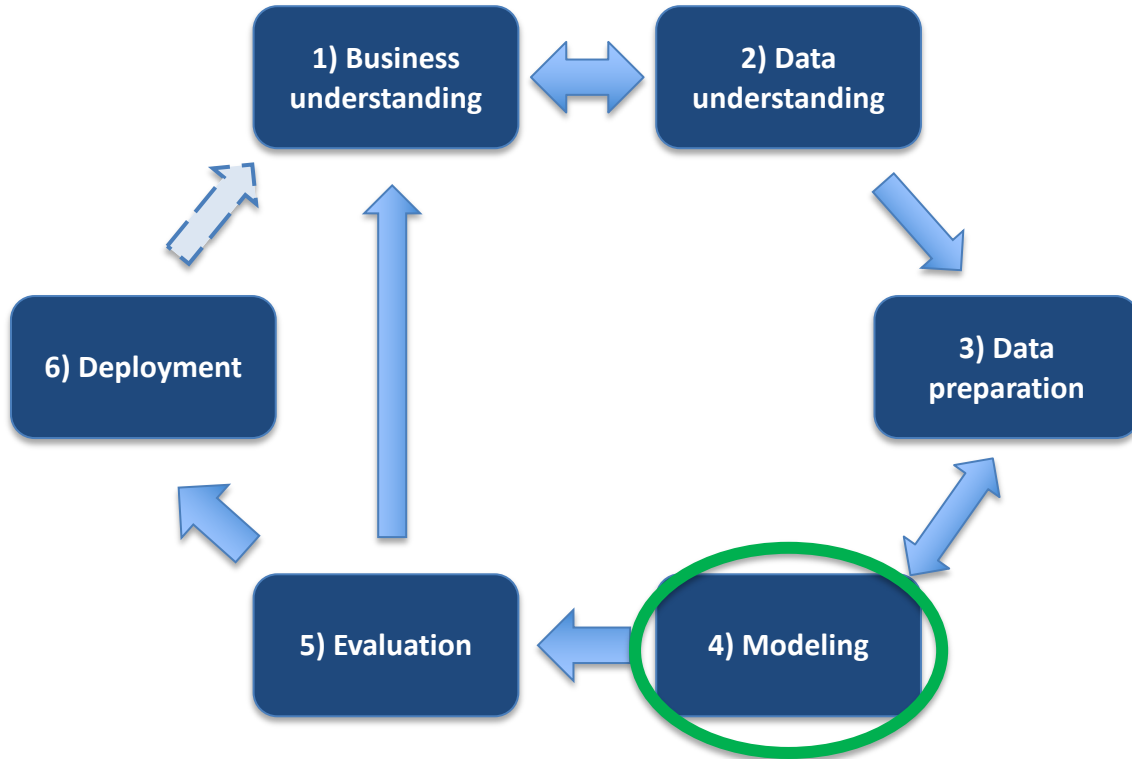 1) Business
understanding
2) Data
understanding
3) Data
preparation
4) Modeling
5) Evaluation
6) Deployment